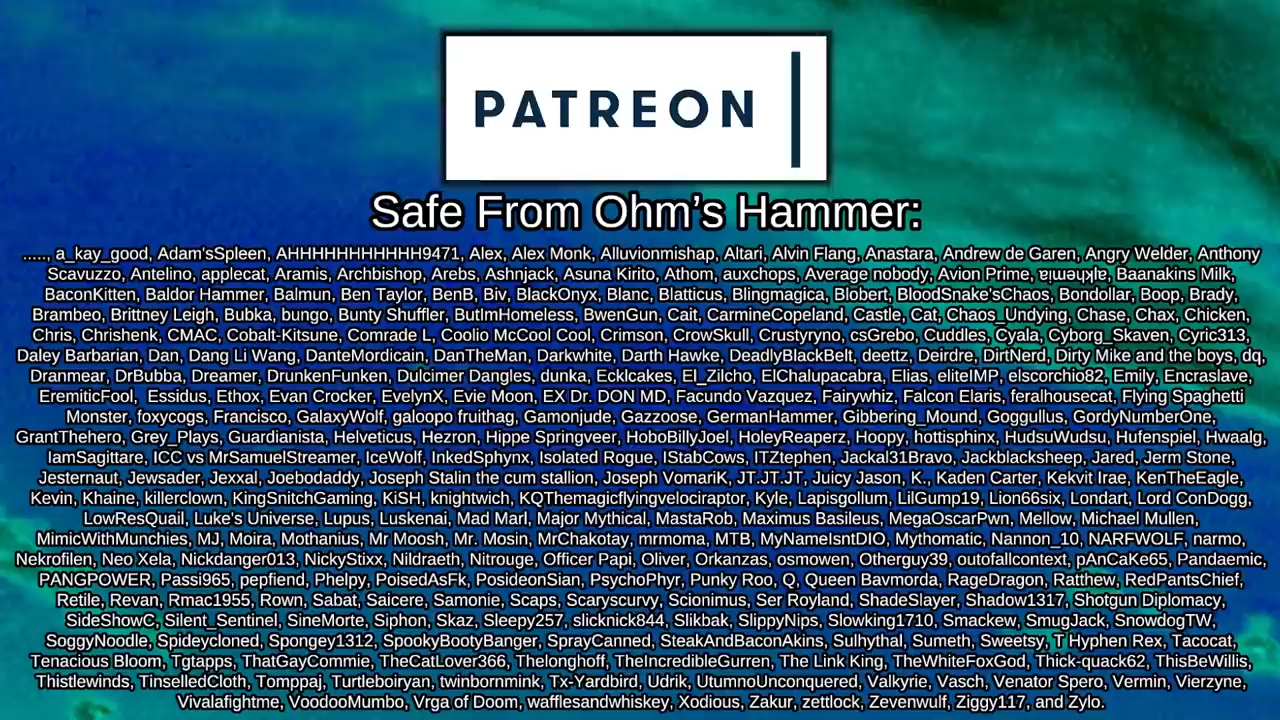 PATREON
Safe From Ohm's Hammer:
....., a_kay_good, Adam'sSpleen, AHHHHHHHHHHH9471, Alex, Alex Monk, Alluvionmishap, Altari, Alvin Flang, Anastara, Andrew de Garen, Angry Welder, Anthony
Scavuzzo, Antelino, applecat, Aramis, Archbishop, Arebs, Ashnjack, Asuna Kirito, Athom, auxchops, Average nobody, Avion Prime, Baanakins Milk,
BaconKitten, Baldor Hammer, Balmun, Ben Taylor, BenB, Biv, BlackOnyx, Blanc, Blatticus, Blingmagica, Blobert, BloodSnake'sChaos, Bondollar, Boop, Brady,
Brambeo, Brittney Leigh, Bubka, bungo, Bunty Shuffler, ButImHomeless, BwenGun, Cait, CarmineCopeland, Castle, Cat, Chaos_Undying, Chase, Chax, Chicken,
Chris, Chrishenk, CMAC, Cobalt-Kitsune, Comrade L, Coolio McCool Cool, Crimson, CrowSkull, Crustyryno, csGrebo, Cuddles, Cyala, Cyborg_Skaven, Cyric313,
Daley Barbarian, Dan, Dang Li Wang, DanteMordicain, DanTheMan, Darkwhite, Darth Hawke, DeadlyBlackBelt, deettz, Deirdre, DirtNerd, Dirty Mike and the boys, dq,
Dranmear, DrBubba, Dreamer, DrunkenFunken, Dulcimer Dangles, dunka, Ecklcakes, El_Zilcho, ElChalupacabra, Elias, eliteIMP, elscorchio82, Emily, Encraslave,
EremiticFool, Essidus, Ethox, Evan Crocker, EvelynX, Evie Moon, EX Dr. DON MD, Facundo Vazquez, Fairywhiz, Falcon Elaris, feralhousecat, Flying Spaghetti
Monster, foxycogs, Francisco, GalaxyWolf, galoopo fruithag, Gamonjude, Gazzoose, GermanHammer, Gibbering_Mound, Goggullus, GordyNumberOne,
GrantThehero, Grey_Plays, Guardianista, Helveticus, Hezron, Hippe Springveer, HoboBillyJoel, HoleyReaperz, Hoopy, hottisphinx, HudsuWudsu, Hufenspiel, Hwaalg,
IamSagittare, ICC vs MrSamuelStreamer, IceWolf, InkedSphynx, Isolated Rogue, IStabCows, ITZtephen, Jackal31Bravo, Jackblacksheep, Jared, Jerm Stone,
Jesternaut, Jewsader, Jexxal, Joebodaddy, Joseph Stalin the cum stallion, Joseph VomariK, JT.JT.JT, Juicy Jason, K., Kaden Carter, Kekvit Irae, KenTheEagle,
Kevin, Khaine, killerclown, KingSnitchGaming, KiSH, knightwich, KQThemagicflyingvelociraptor, Kyle, Lapisgollum, LilGump19, Lion66six, Londart, Lord ConDogg,
LowResQuail, Luke's Universe, Lupus, Luskenai, Mad Marl, Major Mythical, MastaRob, Maximus Basileus, MegaOscarPwn, Mellow, Michael Mullen,
MimicWithMunchies, MJ, Moira, Mothanius, Mr Moosh, Mr. Mosin, MrChakotay, mrmoma, MTB, MyNameIsntDIO, Mythomatic, Nannon_10, NARFWOLF, narmo,
Nekrofilen, Neo Xela, Nickdanger013, NickyStixx, Nildraeth, Nitrouge, Officer Papi, Oliver, Orkanzas, osmowen, Otherguy39, outofallcontext, pAnCaKe65, Pandaemic,
PANGPOWER, Passi965, pepfiend, Phelpy, PoisedAsFk, PosideonSian, PsychoPhyr, Punky Roo, Q, Queen Bavmorda, RageDragon, Ratthew, RedPantsChief,
Retile, Revan, Rmac1955, Rown, Sabat, Saicere, Samonie, Scaps, Scaryscurvy, Scionimus, Ser Royland, ShadeSlayer, Shadow1317, Shotgun Diplomacy,
SideShowC, Silent_Sentinel, SineMorte, Siphon, Skaz, Sleepy257, slicknick844, Slikbak, SlippyNips, Slowking1710, Smackew, SmugJack, SnowdogTW,
SoggyNoodle, Spideycloned, Spongey1312, SpookyBootyBanger, SprayCanned, SteakAndBaconAkins, Sulhythal, Sumeth, Sweetsy, T Hyphen Rex, Tacocat,
Tenacious Bloom, Tgtapps, ThatGayCommie, TheCatLover366, Thelonghoff, TheIncredibleGurren, The Link King, TheWhiteFoxGod, Thick-quack62, ThisBeWillis,
Thistlewinds, TinselledCloth, Tomppaj, Turtleboiryan, twinbornmink, Tx-Yardbird, Udrik, UtumnoUnconquered, Valkyrie, Vasch, Venator Spero, Vermin, Vierzyne,
Vivalafightme, VoodooMumbo, Vrga of Doom, wafflesandwhiskey, Xodious, Zakur, zettlock, Zevenwulf, Ziggy117, and Zylo.